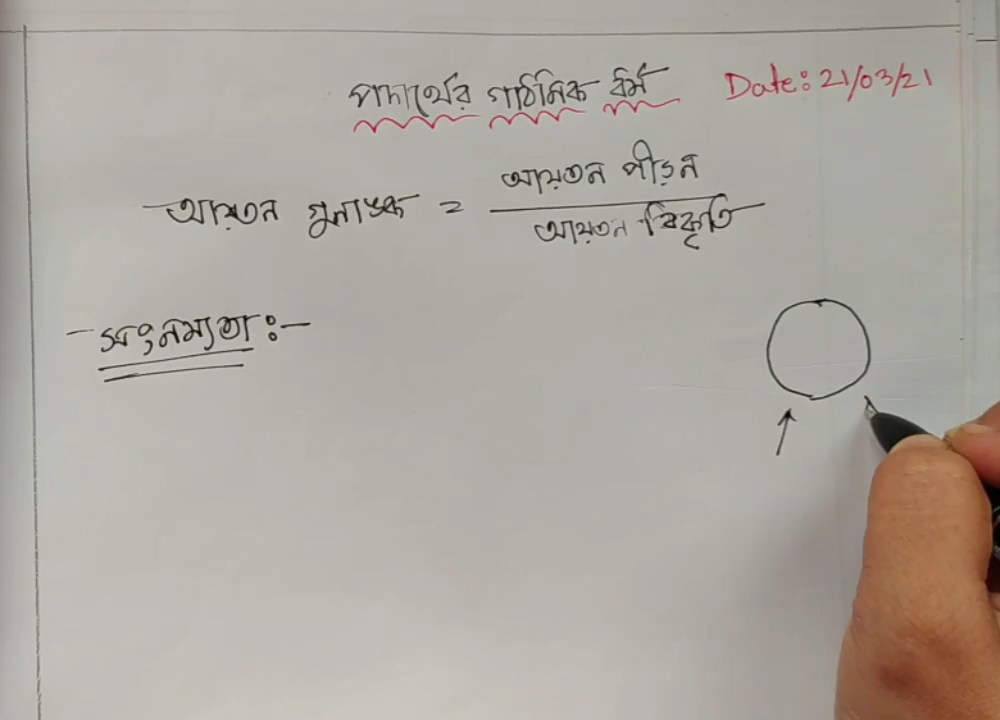 পদার্থের গাঠনিক ধর্ম Date: 21/03/21
আয়তন পীড়ন
আয়তন গুনাঙ্ক =
আয়তন বিকৃতি
- সংনম্যতা ঃ-